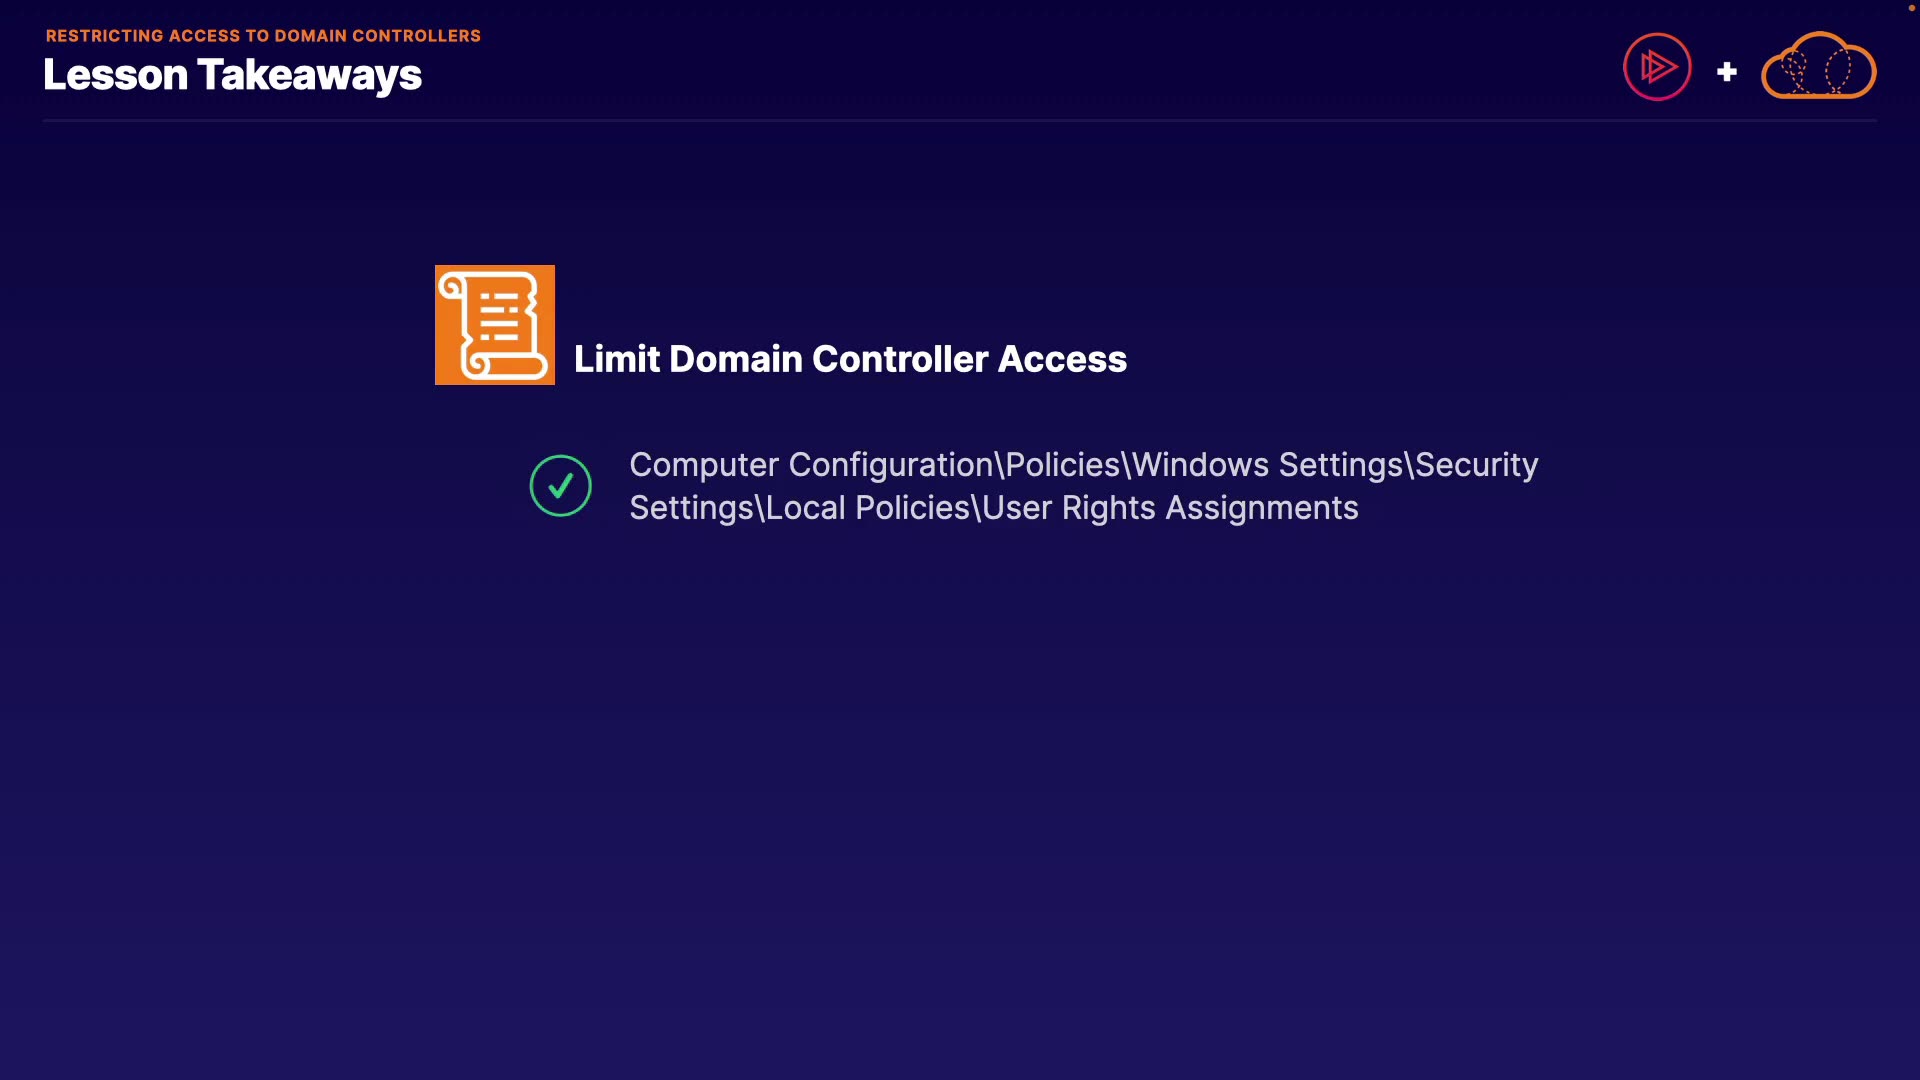 RESTRICTING ACCESS TO DOMAIN CONTROLLERS
Lesson Takeaways
Limit Domain Controller Access
Computer Configuration\Policies\Windows Settings\Security
Settings\Local Policies\User Rights Assignments